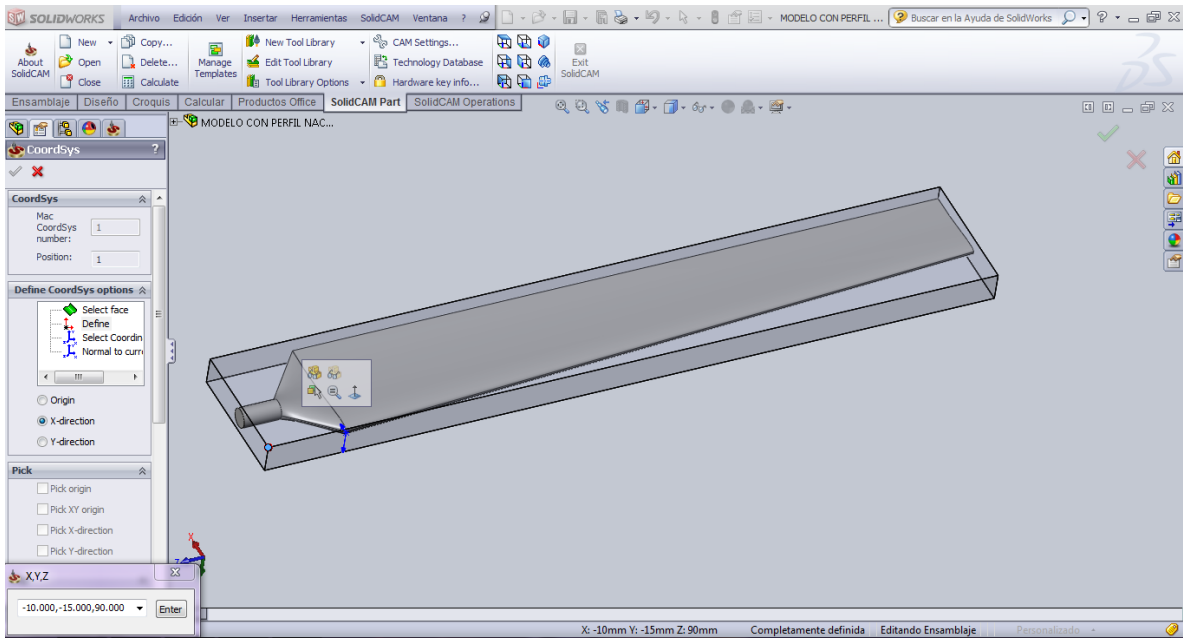 SOLIDWORKS Archivo Edición Ver Insertar Herramientas SolidCAM Ventana ? MODELO CON PERFIL ... Buscar en la Ayuda de SolidWorks ?
About SolidCAM
New
Open
Close
Copy...
Delete...
Calculate
Manage Templates
New Tool Library
Edit Tool Library
Tool Library Options
CAM Settings...
Technology Database
Hardware key info...
Exit SolidCAM
Ensamblaje Diseño Croquis Calcular Productos Office SolidCAM Part SolidCAM Operations
MODELO CON PERFIL NAC...
CoordSys ?
CoordSys
Mac
CoordSys
number:
1
Position: 1
Define CoordSys options
Select face
Define
Select Coordin
Normal to curr
Origin
X-direction
Y-direction
Pick
Pick origin
Pick XY origin
Pick X-direction
Pick Y-direction
X
Z
X,Y,Z
-10.000,-15.000,90.000 Enter
X: -10mm Y: -15mm Z: 90mm Completamente definida Editando Ensamblaje Personalizado